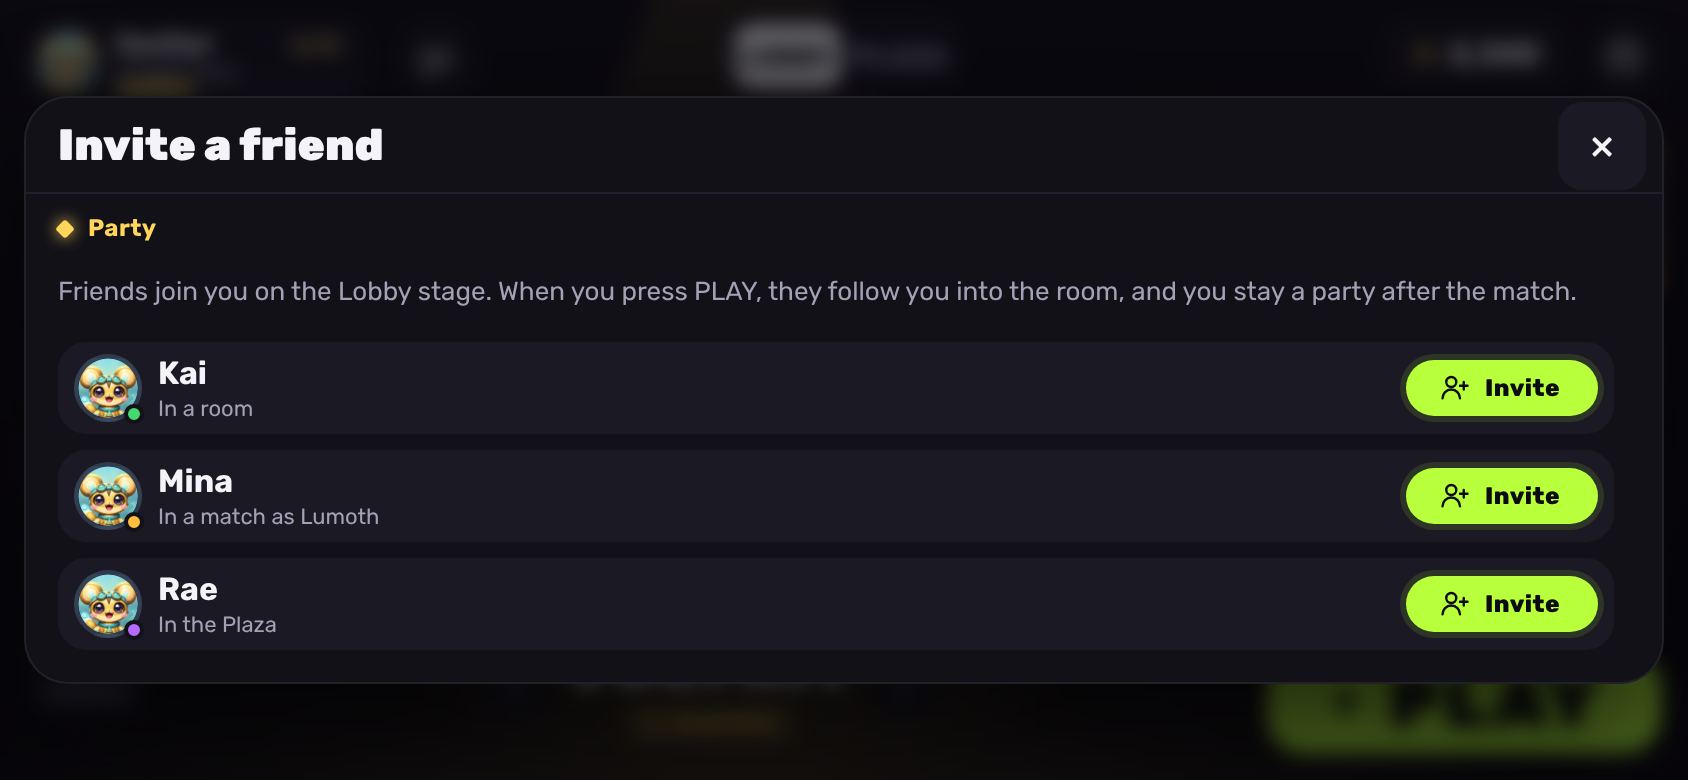 Invite a friend
Party
Friends join you on the Lobby stage. When you press PLAY, they follow you into the room, and you stay a party after the match.
Kai
In a room
Invite
Mina
In a match as Lumoth
Invite
Rae
In the Plaza
Invite
PLAY